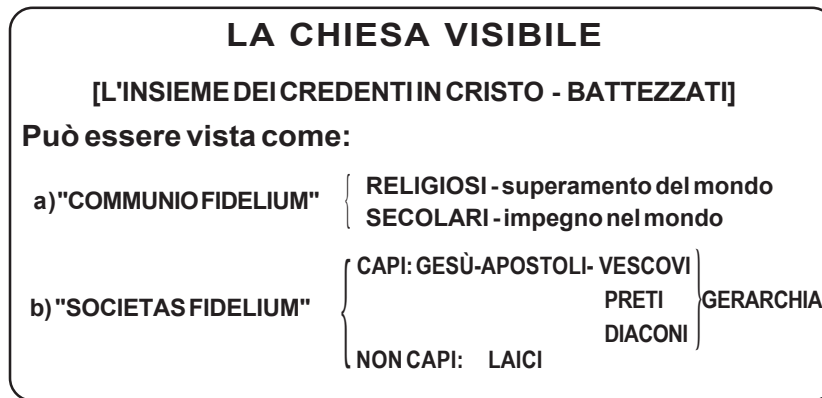 LA CHIESA VISIBILE
[L'INSIEME DEI CREDENTI IN CRISTO - BATTEZZATI]
Può essere vista come:
a) "COMMUNIO FIDELIUM"
RELIGIOSI - superamento del mondo
SECOLARI - impegno nel mondo
b) "SOCIETAS FIDELIUM"
CAPI: GESÙ-APOSTOLI- VESCOVI
PRETI
DIACONI
GERARCHIA
NON CAPI: LAICI